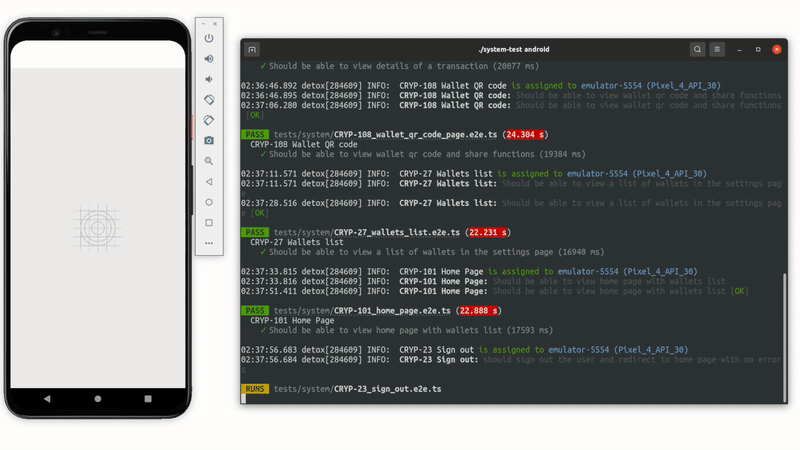 ./system-test android
✓ Should be able to view details of a transaction (20077 ms)
02:36:46.892 detox[284609] INFO:  CRYP-108 Wallet QR code is assigned to emulator-5554 (Pixel_4_API_30)
02:36:46.895 detox[284609] INFO:  CRYP-108 Wallet QR code: Should be able to view wallet qr code and share functions
02:37:06.280 detox[284609] INFO:  CRYP-108 Wallet QR code: Should be able to view wallet qr code and share functions
[OK]
PASS tests/system/CRYP-108_wallet_qr_code_page.e2e.ts (24.304 s)
CRYP-108 Wallet QR code
✓ Should be able to view wallet qr code and share functions (19384 ms)
02:37:11.571 detox[284609] INFO:  CRYP-27 Wallets list is assigned to emulator-5554 (Pixel_4_API_30)
02:37:11.571 detox[284609] INFO:  CRYP-27 Wallets list: Should be able to view a list of wallets in the settings pag
e
02:37:28.516 detox[284609] INFO:  CRYP-27 Wallets list: Should be able to view a list of wallets in the settings pag
e [OK]
PASS tests/system/CRYP-27_wallets_list.e2e.ts (22.231 s)
CRYP-27 Wallets list
✓ Should be able to view a list of wallets in the settings page (16940 ms)
02:37:33.815 detox[284609] INFO:  CRYP-101 Home Page is assigned to emulator-5554 (Pixel_4_API_30)
02:37:33.816 detox[284609] INFO:  CRYP-101 Home Page: Should be able to view home page with wallets list
02:37:51.411 detox[284609] INFO:  CRYP-101 Home Page: Should be able to view home page with wallets list [OK]
PASS tests/system/CRYP-101_home_page.e2e.ts (22.888 s)
CRYP-101 Home Page
✓ Should be able to view home page with wallets list (17593 ms)
02:37:56.683 detox[284609] INFO:  CRYP-23 Sign out is assigned to emulator-5554 (Pixel_4_API_30)
02:37:56.684 detox[284609] INFO:  CRYP-23 Sign out: should sign out the user and redirect to home page with no error
s
RUNS tests/system/CRYP-23_sign_out.e2e.ts